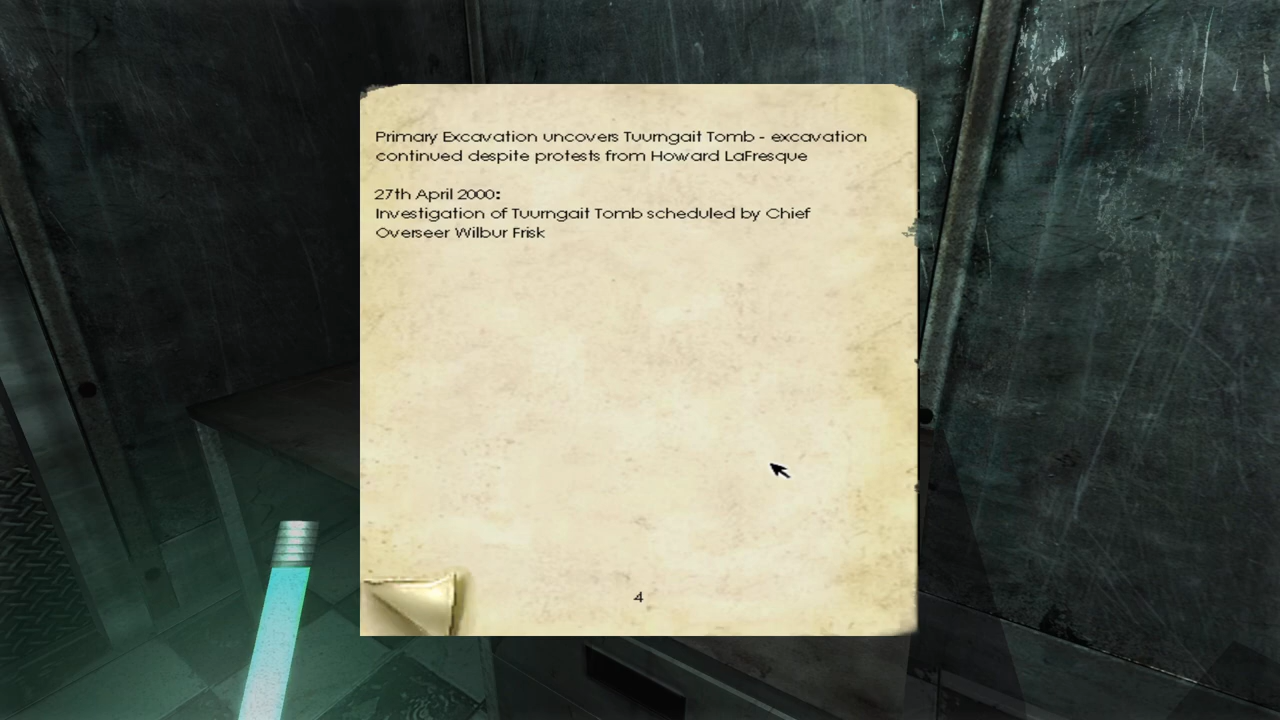 Primary Excavation uncovers Tuurngait Tomb - excavation
continued despite protests from Howard LaFresque
27th April 2000:
Investigation of Tuurngait Tomb scheduled by Chief
Overseer Wilbur Frisk
4